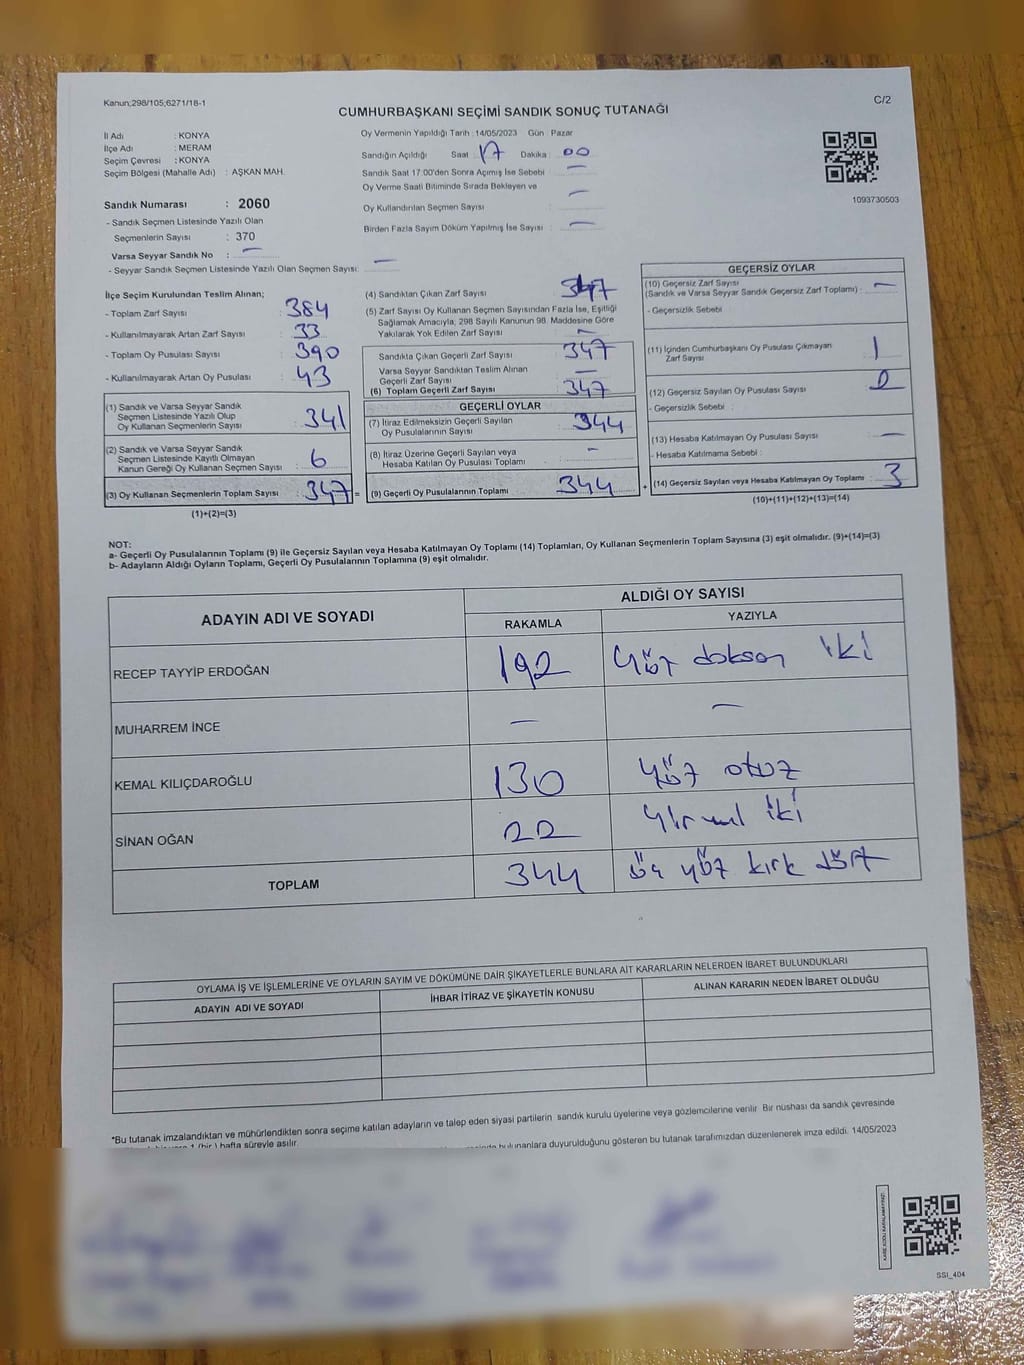 Kanun;298/105;6271/18-1
C/2
CUMHURBAŞKANI SEÇİMİ SANDIK SONUÇ TUTANAĞI
İl Adı : KONYA
İlçe Adı : MERAM
Seçim Çevresi : KONYA
Seçim Bölgesi (Mahalle Adı) : AŞKAN MAH.
Sandık Numarası : 2060
- Sandık Seçmen Listesinde Yazılı Olan
Seçmenlerin Sayısı : 370
Varsa Seyyar Sandık No : —
- Seyyar Sandık Seçmen Listesinde Yazılı Olan Seçmen Sayısı: —
Oy Vermenin Yapıldığı Tarih : 14/05/2023 Gün Pazar
Sandığın Açıldığı Saat 17 Dakika : 00
Sandık Saat 17:00'den Sonra Açımış İse Sebebi : —
Oy Verme Saati Bitiminde Sırada Bekleyen ve
Oy Kullandırılan Seçmen Sayısı : —
Birden Fazla Sayım Döküm Yapılmış İse Sayısı : —
1093730503
İlçe Seçim Kurulundan Teslim Alınan;
- Toplam Zarf Sayısı : 384
- Kullanılmayarak Artan Zarf Sayısı : 33
- Toplam Oy Pusulası Sayısı : 390
- Kullanılmayarak Artan Oy Pusulası : 43
(1) Sandık ve Varsa Seyyar Sandık
Seçmen Listesinde Yazılı Olup
Oy Kullanan Seçmenlerin Sayısı : 341
(2) Sandık ve Varsa Seyyar Sandık
Seçmen Listesinde Kayıtlı Olmayan
Kanun Gereği Oy Kullanan Seçmen Sayısı : 6
(3) Oy Kullanan Seçmenlerin Toplam Sayısı : 347 =
(1)+(2)=(3)
(4) Sandıktan Çıkan Zarf Sayısı : 347
(5) Zarf Sayısı Oy Kullanan Seçmen Sayısından Fazla İse, Eşitliği
Sağlamak Amacıyla, 298 Sayılı Kanunun 98. Maddesine Göre
Yakılarak Yok Edilen Zarf Sayısı : —
Sandıkta Çıkan Geçerli Zarf Sayısı : 347
Varsa Seyyar Sandıktan Teslim Alınan
Geçerli Zarf Sayısı : —
(6) Toplam Geçerli Zarf Sayısı : 347
GEÇERLİ OYLAR
(7) İtiraz Edilmeksizin Geçerli Sayılan
Oy Pusulalarının Sayısı : 344
(8) İtiraz Üzerine Geçerli Sayılan veya
Hesaba Katılan Oy Pusulası Toplamı : —
(9) Geçerli Oy Pusulalarının Toplamı : 344 +
GEÇERSİZ OYLAR
(10) Geçersiz Zarf Sayısı
(Sandık ve Varsa Seyyar Sandık Geçersiz Zarf Toplamı) : —
- Geçersizlik Sebebi :
(11) İçinden Cumhurbaşkanı Oy Pusulası Çıkmayan
Zarf Sayısı : 1
(12) Geçersiz Sayılan Oy Pusulası Sayısı : 2
- Geçersizlik Sebebi :
(13) Hesaba Katılmayan Oy Pusulası Sayısı : —
- Hesaba Katılmama Sebebi :
(14) Geçersiz Sayılan veya Hesaba Katılmayan Oy Toplamı : 3
(10)+(11)+(12)+(13)=(14)
NOT:
a- Geçerli Oy Pusulalarının Toplamı (9) ile Geçersiz Sayılan veya Hesaba Katılmayan Oy Toplamı (14) Toplamları, Oy Kullanan Seçmenlerin Toplam Sayısına (3) eşit olmalıdır. (9)+(14)=(3)
b- Adayların Aldığı Oyların Toplamı, Geçerli Oy Pusulalarının Toplamına (9) eşit olmalıdır.
ADAYIN ADI VE SOYADI
ALDIĞI OY SAYISI
RAKAMLA YAZIYLA
RECEP TAYYİP ERDOĞAN 192 Yüz doksan iki
MUHARREM İNCE — —
KEMAL KILIÇDAROĞLU 130 Yüz otuz
SİNAN OĞAN 22 Yirmi iki
TOPLAM 344 üç yüz kırk dört
OYLAMA İŞ VE İŞLEMLERİNE VE OYLARIN SAYIM VE DÖKÜMÜNE DAİR ŞİKAYETLERLE BUNLARA AİT KARARLARIN NELERDEN İBARET BULUNDUKLARI
ADAYIN ADI VE SOYADI İHBAR İTİRAZ VE ŞİKAYETİN KONUSU ALINAN KARARIN NEDEN İBARET OLDUĞU
*Bu tutanak imzalandıktan ve mühürlendikten sonra seçime katılan adayların ve talep eden siyasi partilerin sandık kurulu üyelerine veya gözlemcilerine verilir. Bir nüshası da sandık çevresinde
1 (bir) hafta süreyle asılır.
bulunanlara duyurulduğunu gösteren bu tutanak tarafımızdan düzenlenerek imza edildi. 14/05/2023
SSI_404